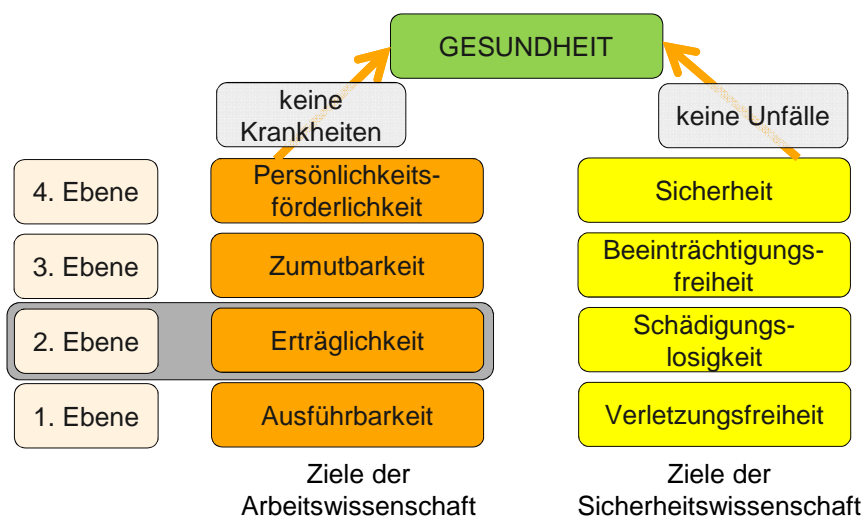 GESUNDHEIT
keine
Krankheiten
keine Unfälle
4. Ebene
Persönlichkeits-
förderlichkeit
Sicherheit
3. Ebene
Zumutbarkeit
Beeinträchtigungs-
freiheit
2. Ebene
Erträglichkeit
Schädigungs-
losigkeit
1. Ebene
Ausführbarkeit
Verletzungsfreiheit
Ziele der
Arbeitswissenschaft
Ziele der
Sicherheitswissenschaft